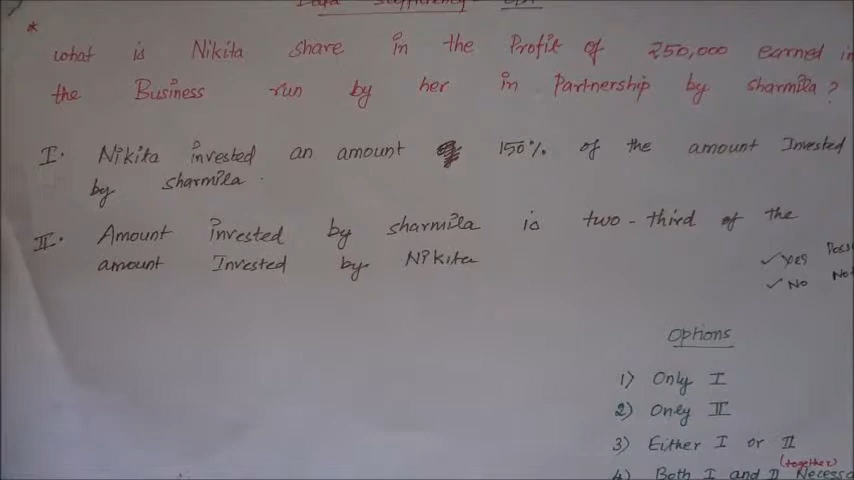 *
what is Nikita share in the Profit of ₹50,000 earned in
the Business run by her in Partnership by sharmila ?
I. Nikita invested an amount 150% of the amount Invested
by sharmila.
II. Amount invested by sharmila is two-third of the
amount Invested by Nikita
✓ Yes
✓ No
Options
1) Only I
2) Only II
3) Either I or II
(together)
4) Both I and II